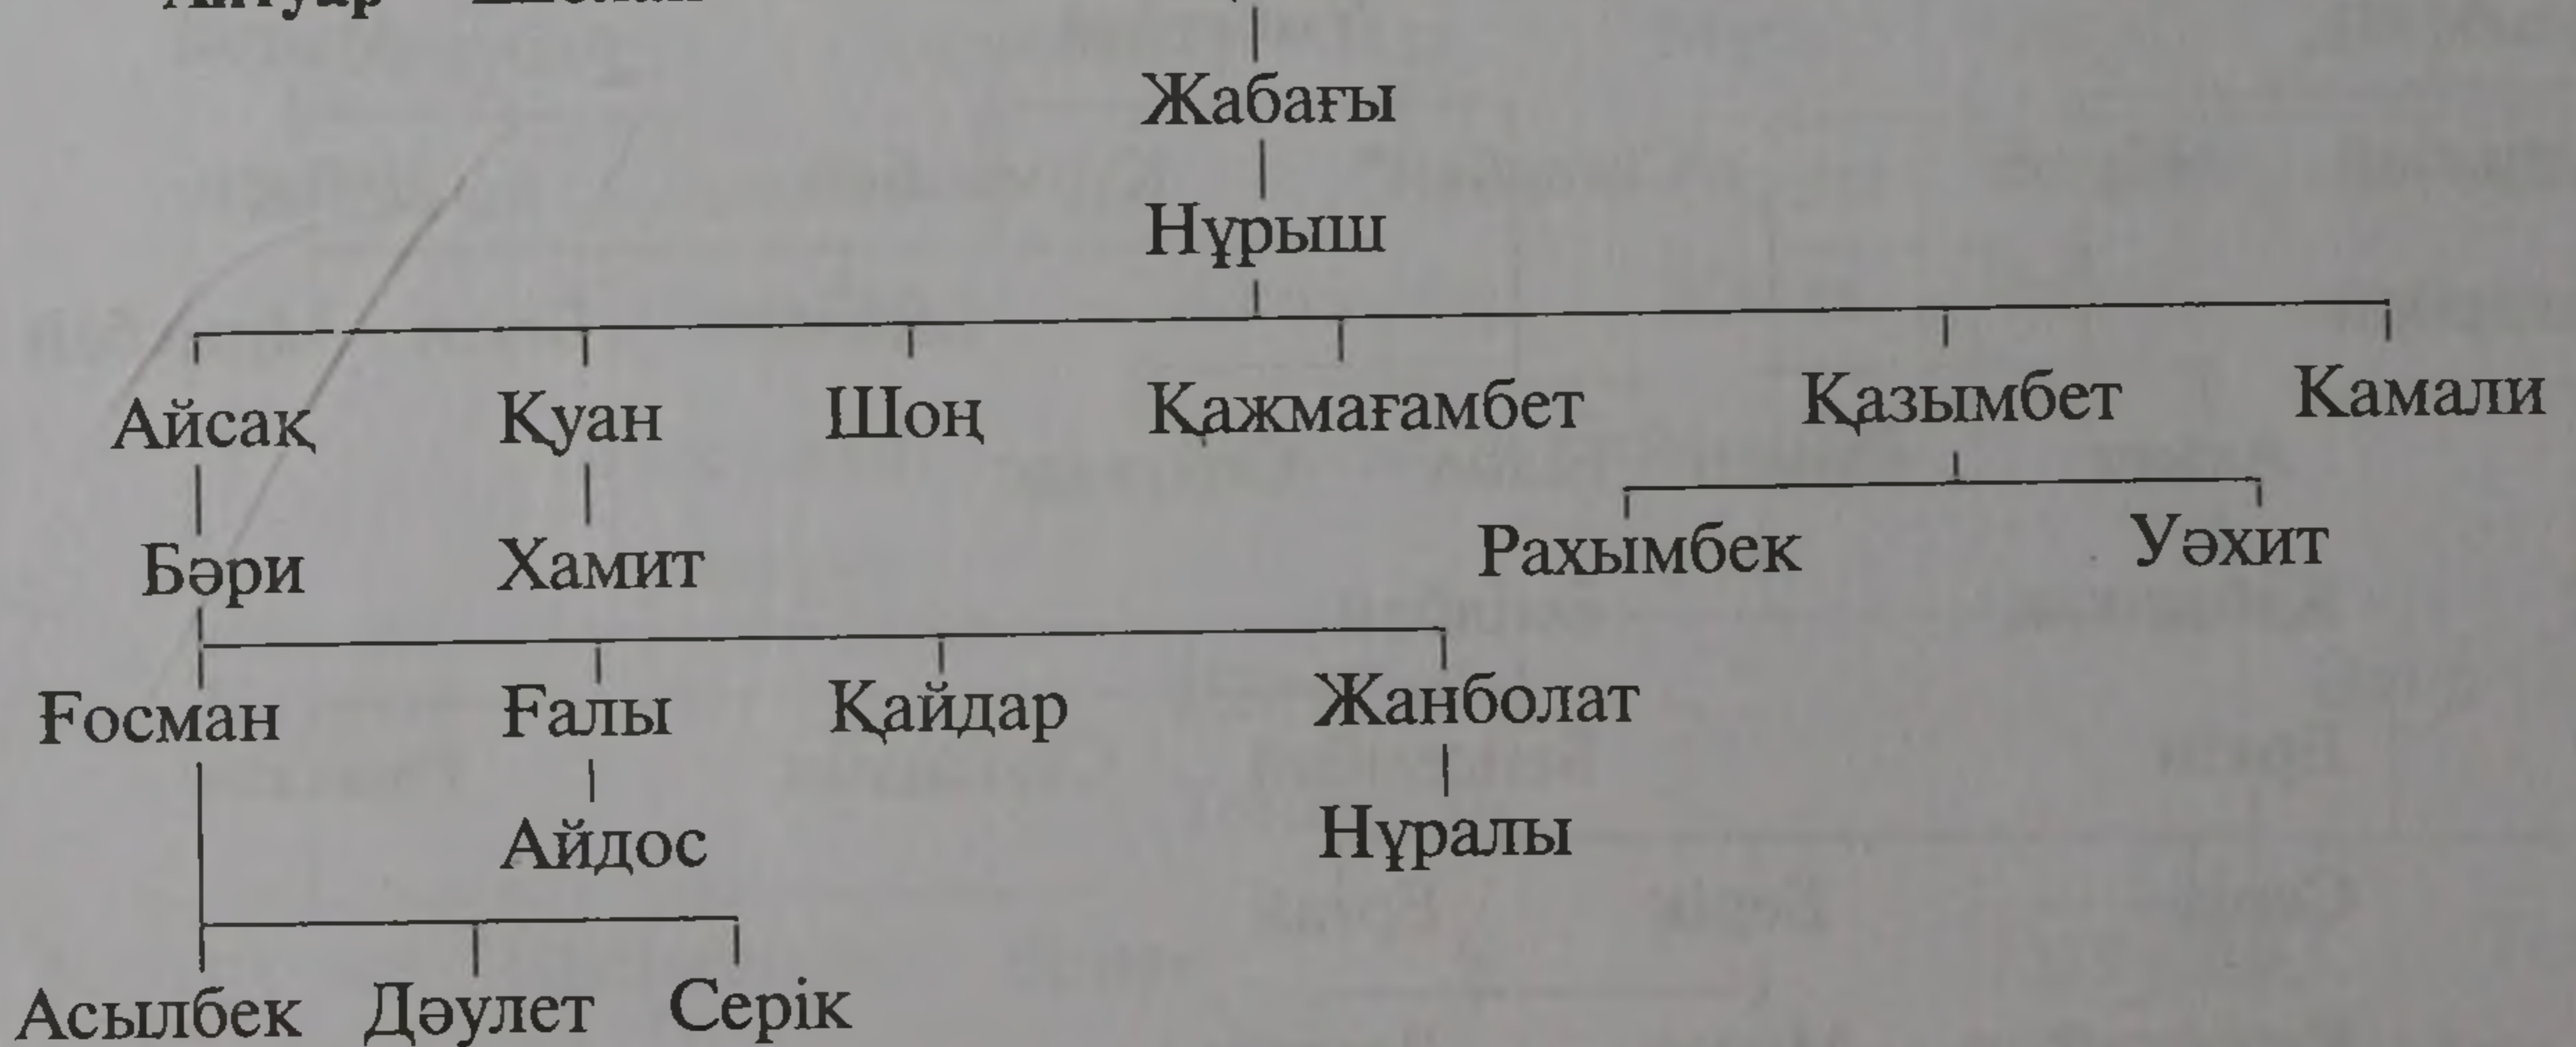 Жабағы
Нұрыш
Айсақ Қуан Шоң Қажмағамбет Қазымбет Камали
Бәри Хамит Рахымбек Уәхит
Ғосман Ғалы Қайдар Жанболат
Айдос Нұралы
Асылбек Дәулет Серік